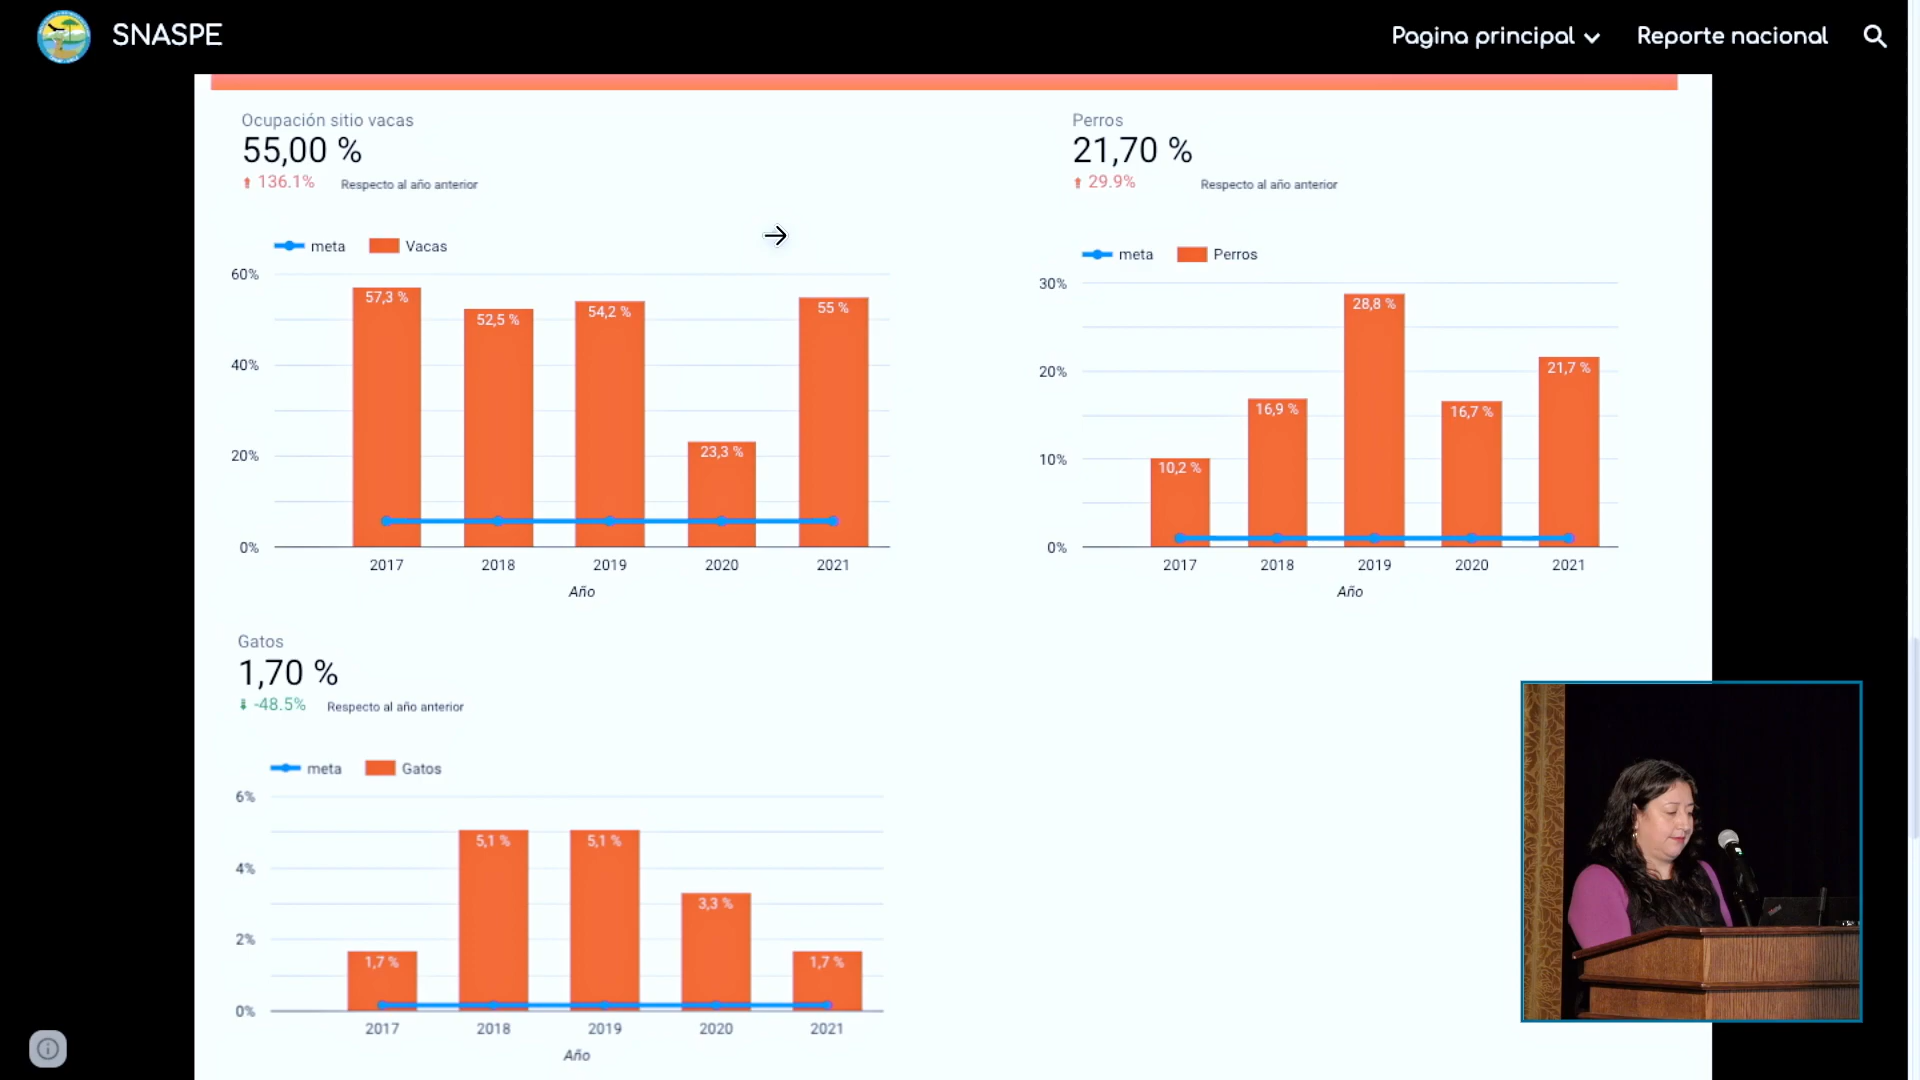 SNASPE
Pagina principal
Reporte nacional
Ocupación sitio vacas
55,00 %
136.1%
Respecto al año anterior
meta
Vacas
60%
40%
20%
0%
57,3 %
52,5 %
54,2 %
23,3 %
55 %
2017
2018
2019
2020
2021
Año
Perros
21,70 %
29.9%
Respecto al año anterior
meta
Perros
30%
20%
10%
0%
10,2 %
16,9 %
28,8 %
16,7 %
21,7 %
2017
2018
2019
2020
2021
Año
Gatos
1,70 %
-48.5%
Respecto al año anterior
meta
Gatos
6%
4%
2%
0%
1,7 %
5,1 %
5,1 %
3,3 %
1,7 %
2017
2018
2019
2020
2021
Año